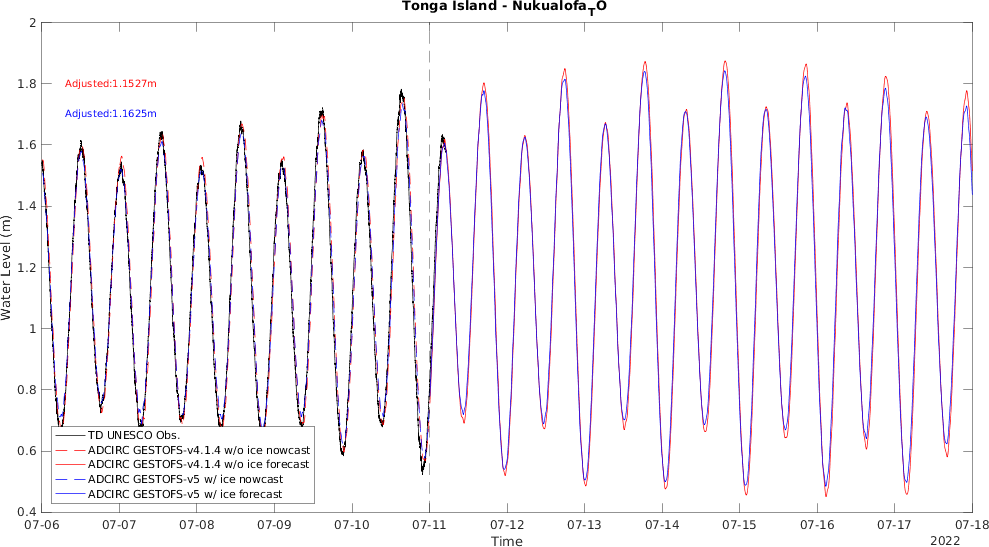 Tonga Island - NukualofaTO
2
1.8
1.6
1.4
1.2
1
0.8
0.6
0.4
Water Level (m)
Adjusted:1.1527m
Adjusted:1.1625m
TD UNESCO Obs.
ADCIRC GESTOFS-v4.1.4 w/o ice nowcast
ADCIRC GESTOFS-v4.1.4 w/o ice forecast
ADCIRC GESTOFS-v5 w/ ice nowcast
ADCIRC GESTOFS-v5 w/ ice forecast
07-06 07-07 07-08 07-09 07-10 07-11 07-12 07-13 07-14 07-15 07-16 07-17 07-18
Time
2022